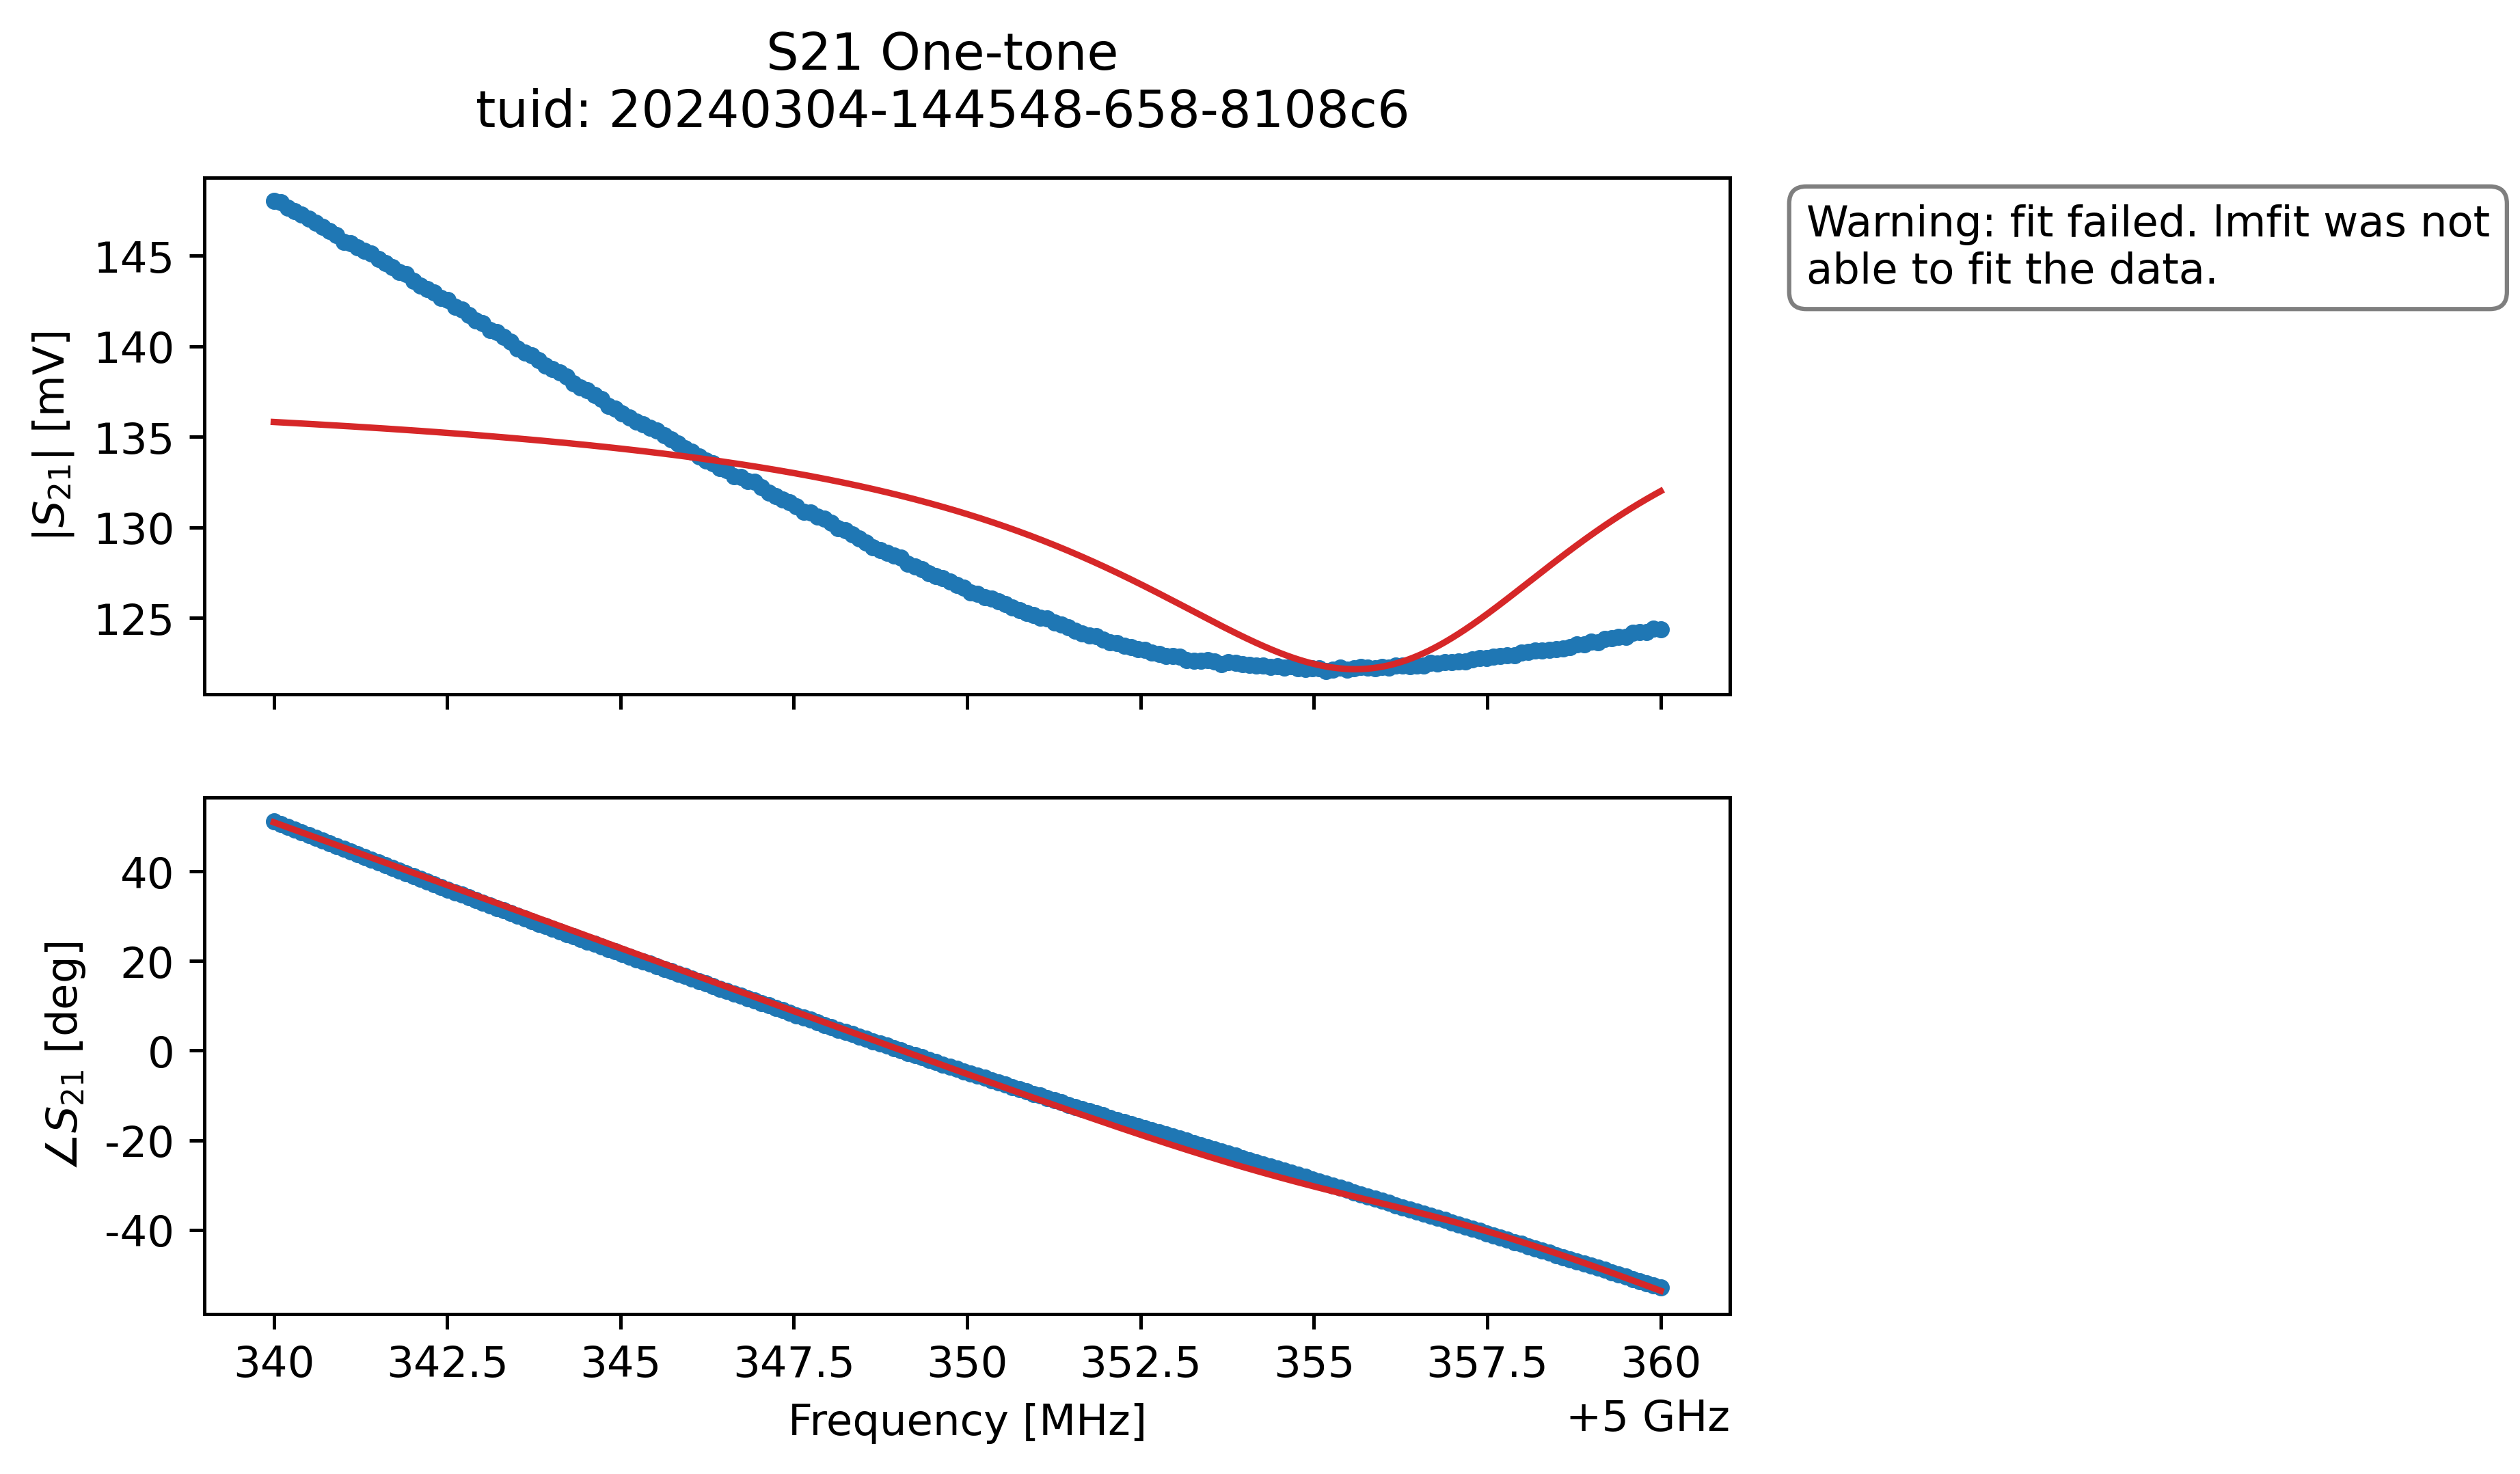 S21 One-tone
tuid: 20240304-144548-658-8108c6
Warning: fit failed. lmfit was not
able to fit the data.
|S₂₁| [mV]
145
140
135
130
125
∠S₂₁ [deg]
40
20
0
-20
-40
340 342.5 345 347.5 350 352.5 355 357.5 360
Frequency [MHz]
+5 GHz